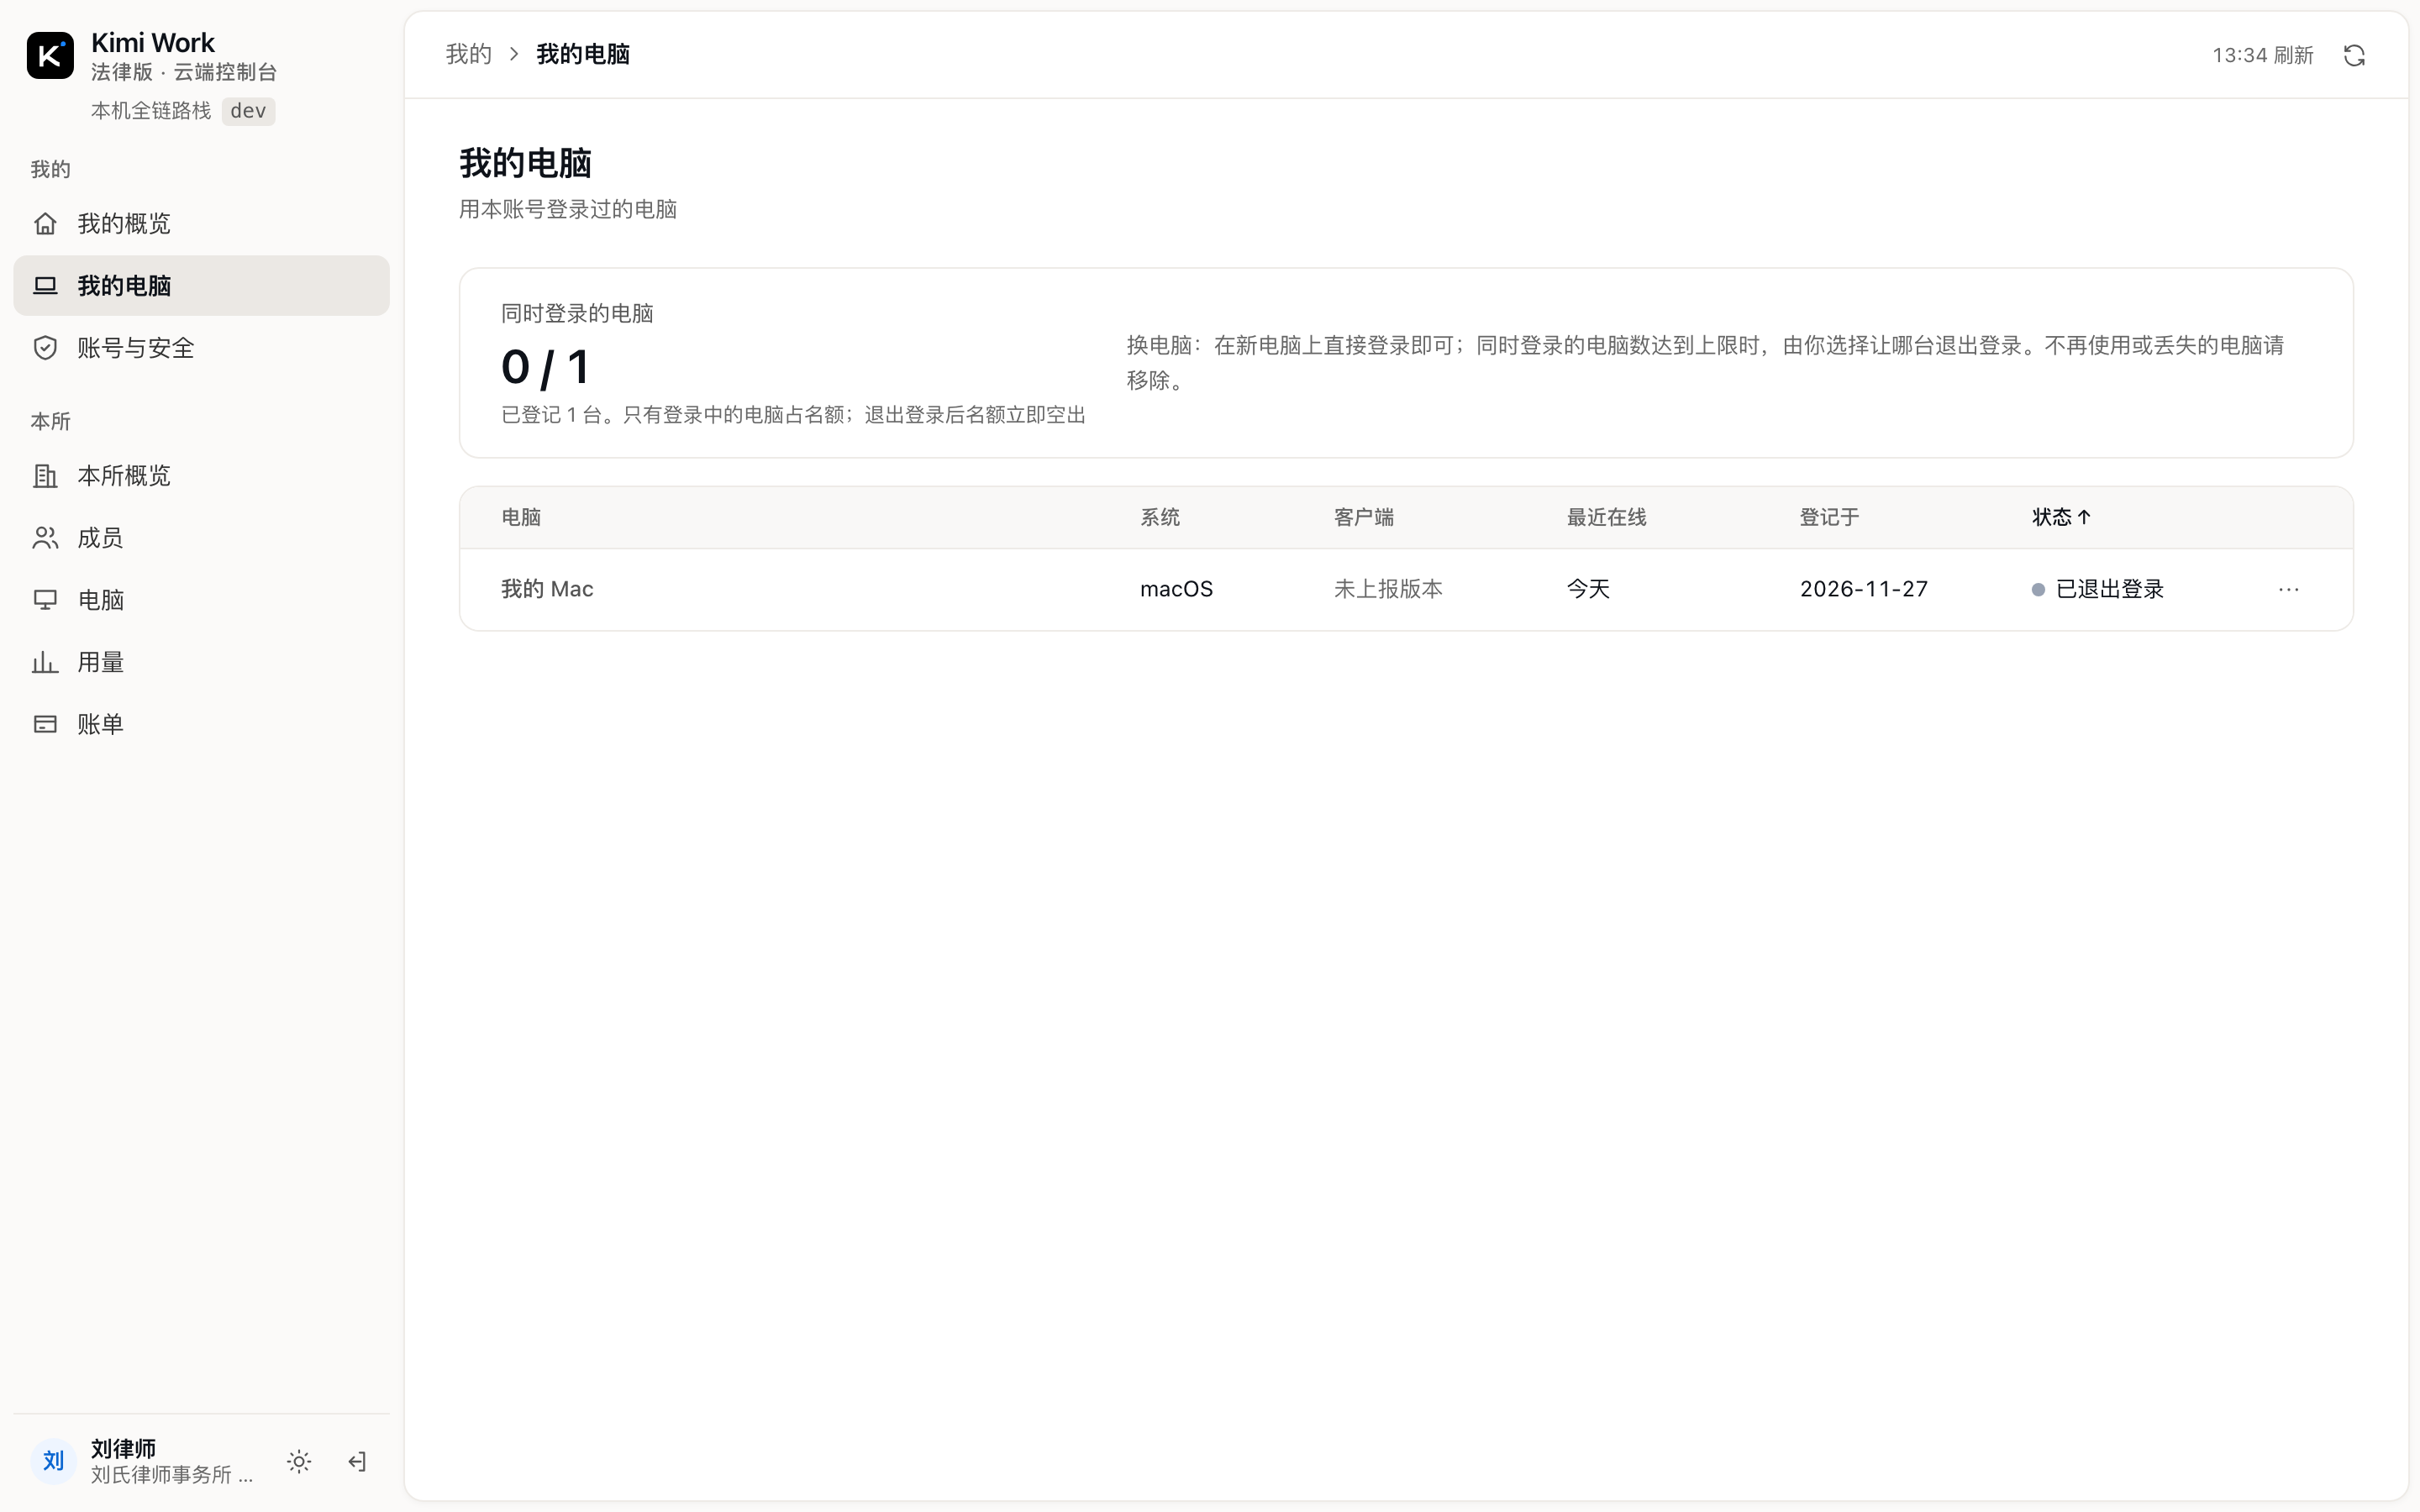 Kimi Work
法律版 · 云端控制台
本机全链路栈 dev
我的
我的概览
我的电脑
账号与安全
本所
本所概览
成员
电脑
用量
账单
刘
刘律师
刘氏律师事务所 ...
我的 > 我的电脑
13:34 刷新
我的电脑
用本账号登录过的电脑
同时登录的电脑
0 / 1
已登记 1 台。只有登录中的电脑占名额；退出登录后名额立即空出
换电脑：在新电脑上直接登录即可；同时登录的电脑数达到上限时，由你选择让哪台退出登录。不再使用或丢失的电脑请
移除。
电脑 系统 客户端 最近在线 登记于 状态 ↑
我的 Mac macOS 未上报版本 今天 2026-11-27 已退出登录 ...